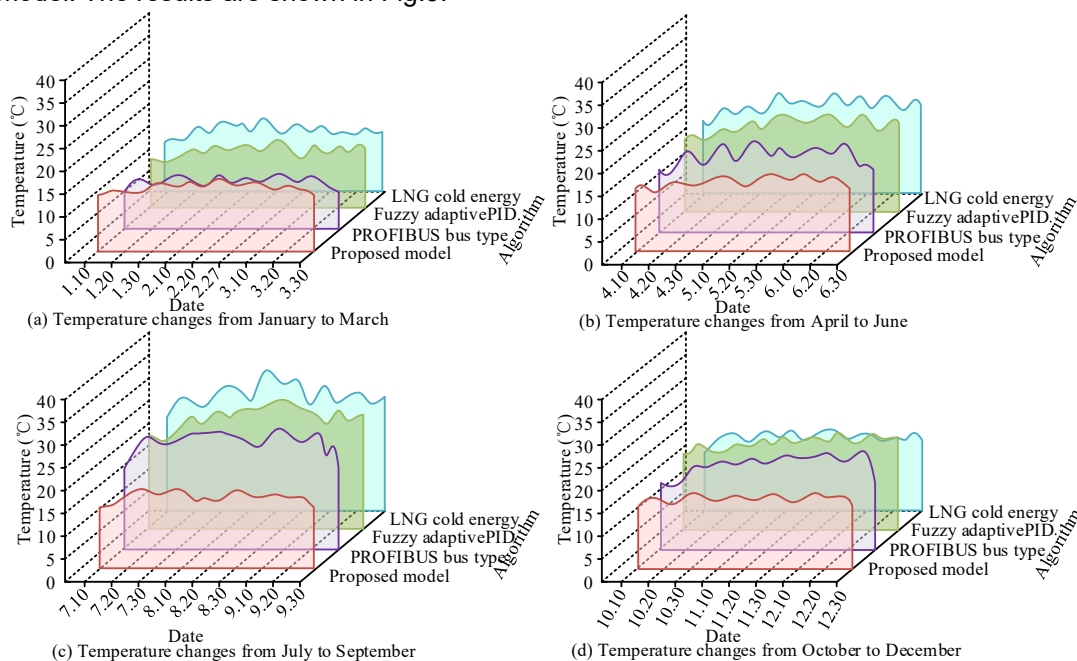 model. The results are shown in Fig.6.
40
35
30
25
20
15
10
5
0
Temperature (℃)
1.10
1.20
1.30
2.10
2.20
2.27
3.10
3.20
3.30
Date
LNG cold energy
Fuzzy adaptivePID
PROFIBUS bus type
Proposed model
Algorithm
(a) Temperature changes from January to March
40
35
30
25
20
15
10
5
0
Temperature (℃)
4.10
4.20
4.30
5.10
5.20
5.30
6.10
6.20
6.30
Date
LNG cold energy
Fuzzy adaptivePID
PROFIBUS bus type
Proposed model
Algorithm
(b) Temperature changes from April to June
40
35
30
25
20
15
10
5
0
Temperature (℃)
7.10
7.20
7.30
8.10
8.20
8.30
9.10
9.20
9.30
Date
LNG cold energy
Fuzzy adaptivePID
PROFIBUS bus type
Proposed model
Algorithm
(c) Temperature changes from July to September
40
35
30
25
20
15
10
5
0
Temperature (℃)
10.10
10.20
10.30
11.10
11.20
11.30
12.10
12.20
12.30
Date
LNG cold energy
Fuzzy adaptivePID
PROFIBUS bus type
Proposed model
Algorithm
(d) Temperature changes from October to December